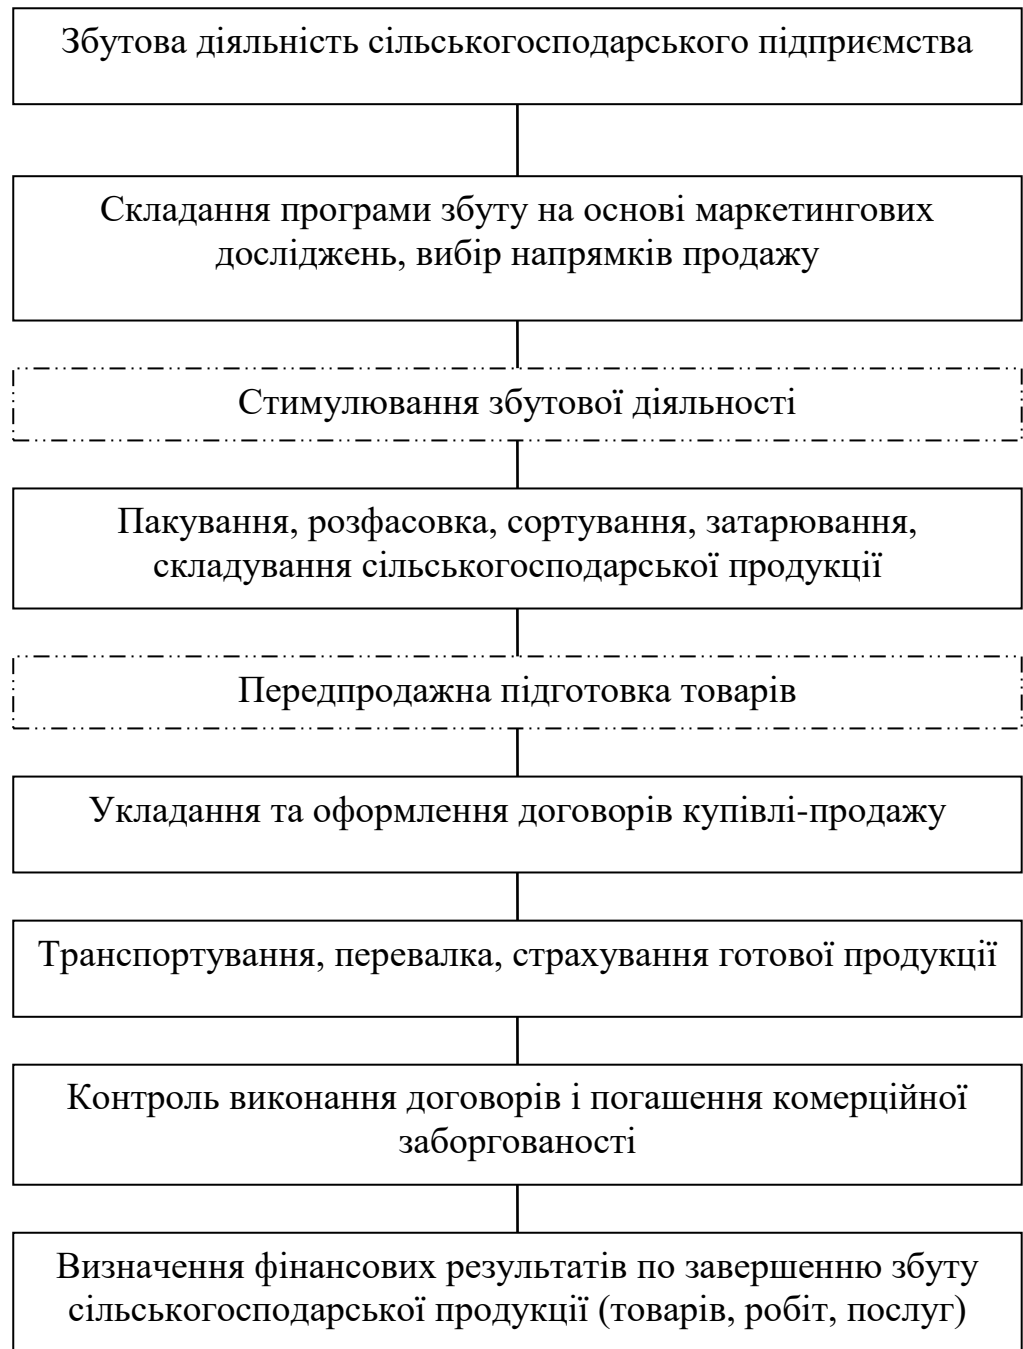 Збутова діяльність сільськогосподарського підприємства
Складання програми збуту на основі маркетингових
досліджень, вибір напрямків продажу
Стимулювання збутової діяльності
Пакування, розфасовка, сортування, затарювання,
складування сільськогосподарської продукції
Передпродажна підготовка товарів
Укладання та оформлення договорів купівлі-продажу
Транспортування, перевалка, страхування готової продукції
Контроль виконання договорів і погашення комерційної
заборгованості
Визначення фінансових результатів по завершенню збуту
сільськогосподарської продукції (товарів, робіт, послуг)